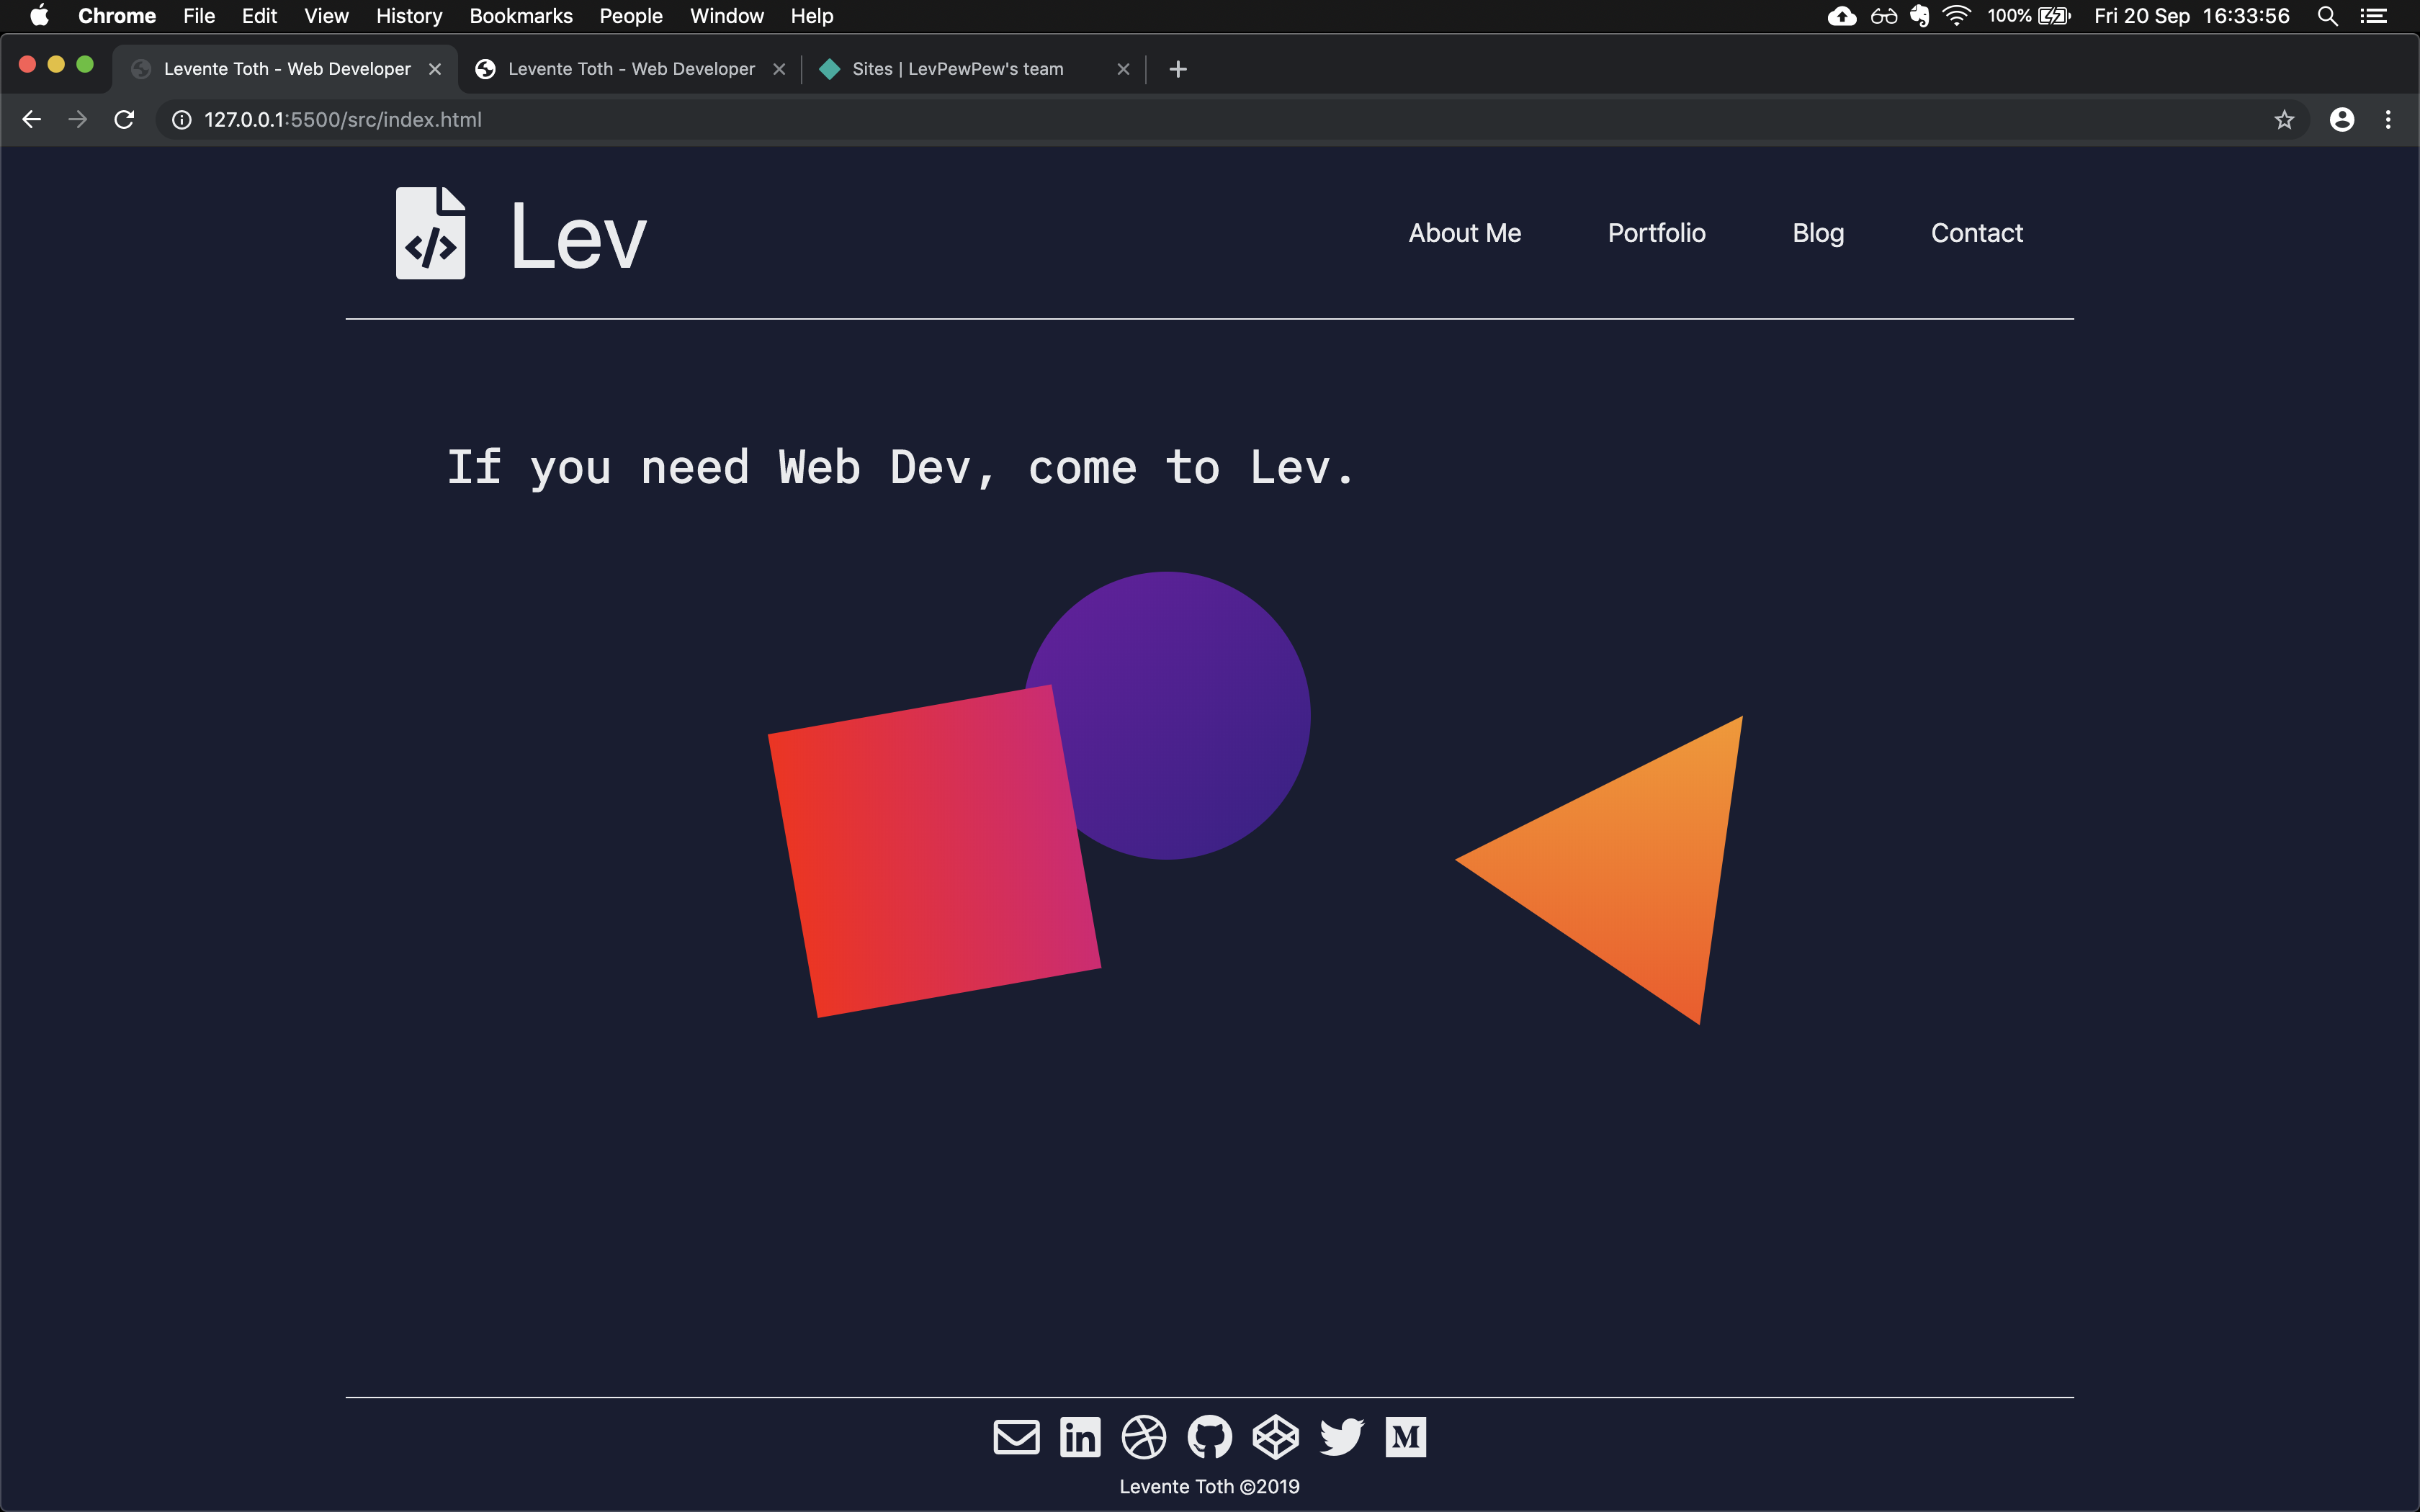 Chrome File Edit View History Bookmarks People Window Help 100% Fri 20 Sep 16:33:56
Levente Toth - Web Developer Levente Toth - Web Developer Sites | LevPewPew's team
127.0.0.1:5500/src/index.html
</> Lev About Me Portfolio Blog Contact
If you need Web Dev, come to Lev.
in M
Levente Toth ©2019